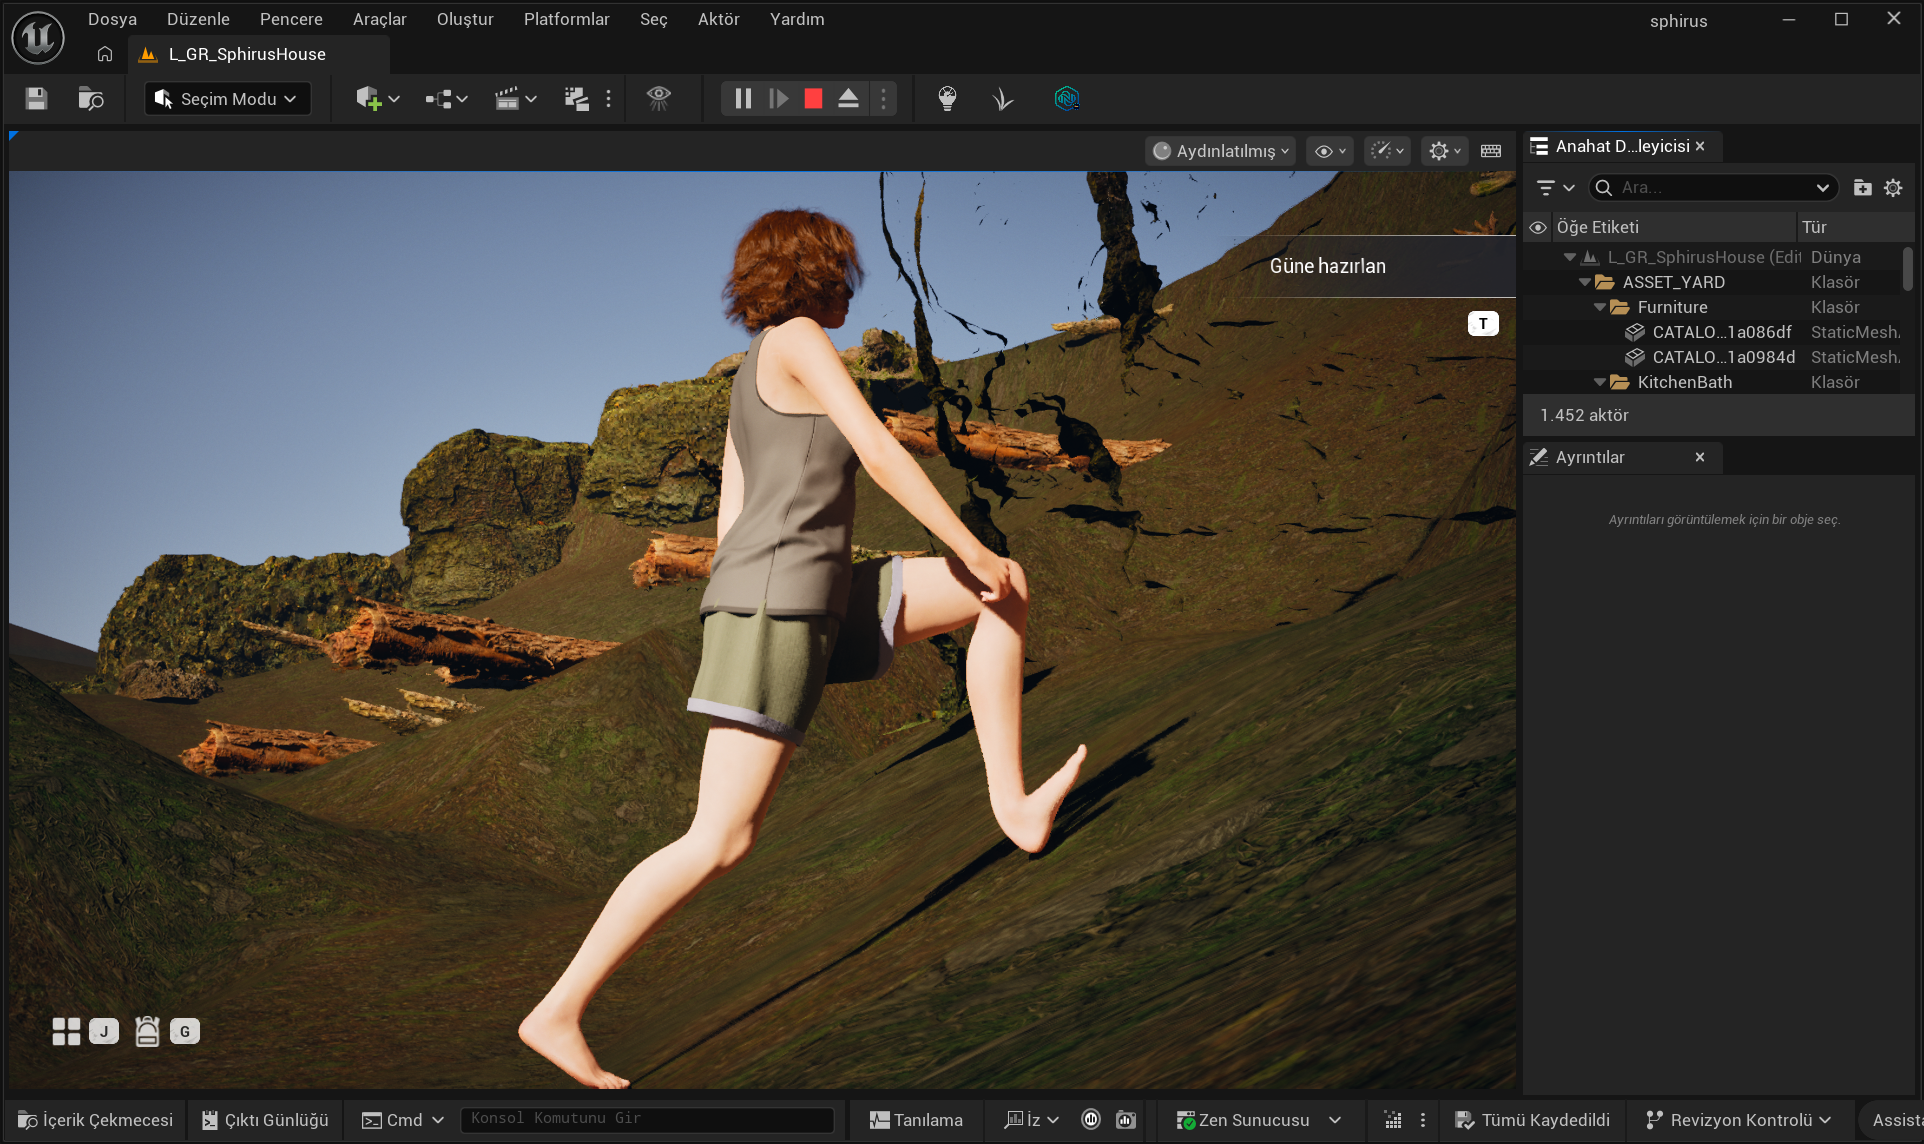 Dosya Düzenle Pencere Araçlar Oluştur Platformlar Seç Aktör Yardım sphirus
L_GR_SphirusHouse
Seçim Modu
Aydınlatılmış
Anahat D...leyicisi
Ara...
Öğe Etiketi Tür
L_GR_SphirusHouse (Edit Dünya
ASSET_YARD Klasör
Furniture Klasör
CATALO...1a086df StaticMeshA
CATALO...1a0984d StaticMeshA
KitchenBath Klasör
1.452 aktör
Ayrıntılar
Ayrıntıları görüntülemek için bir obje seç.
Güne hazırlan
T
J G
İçerik Çekmecesi Çıktı Günlüğü Cmd Konsol Komutunu Gir Tanılama İz Zen Sunucusu Tümü Kaydedildi Revizyon Kontrolü Assista